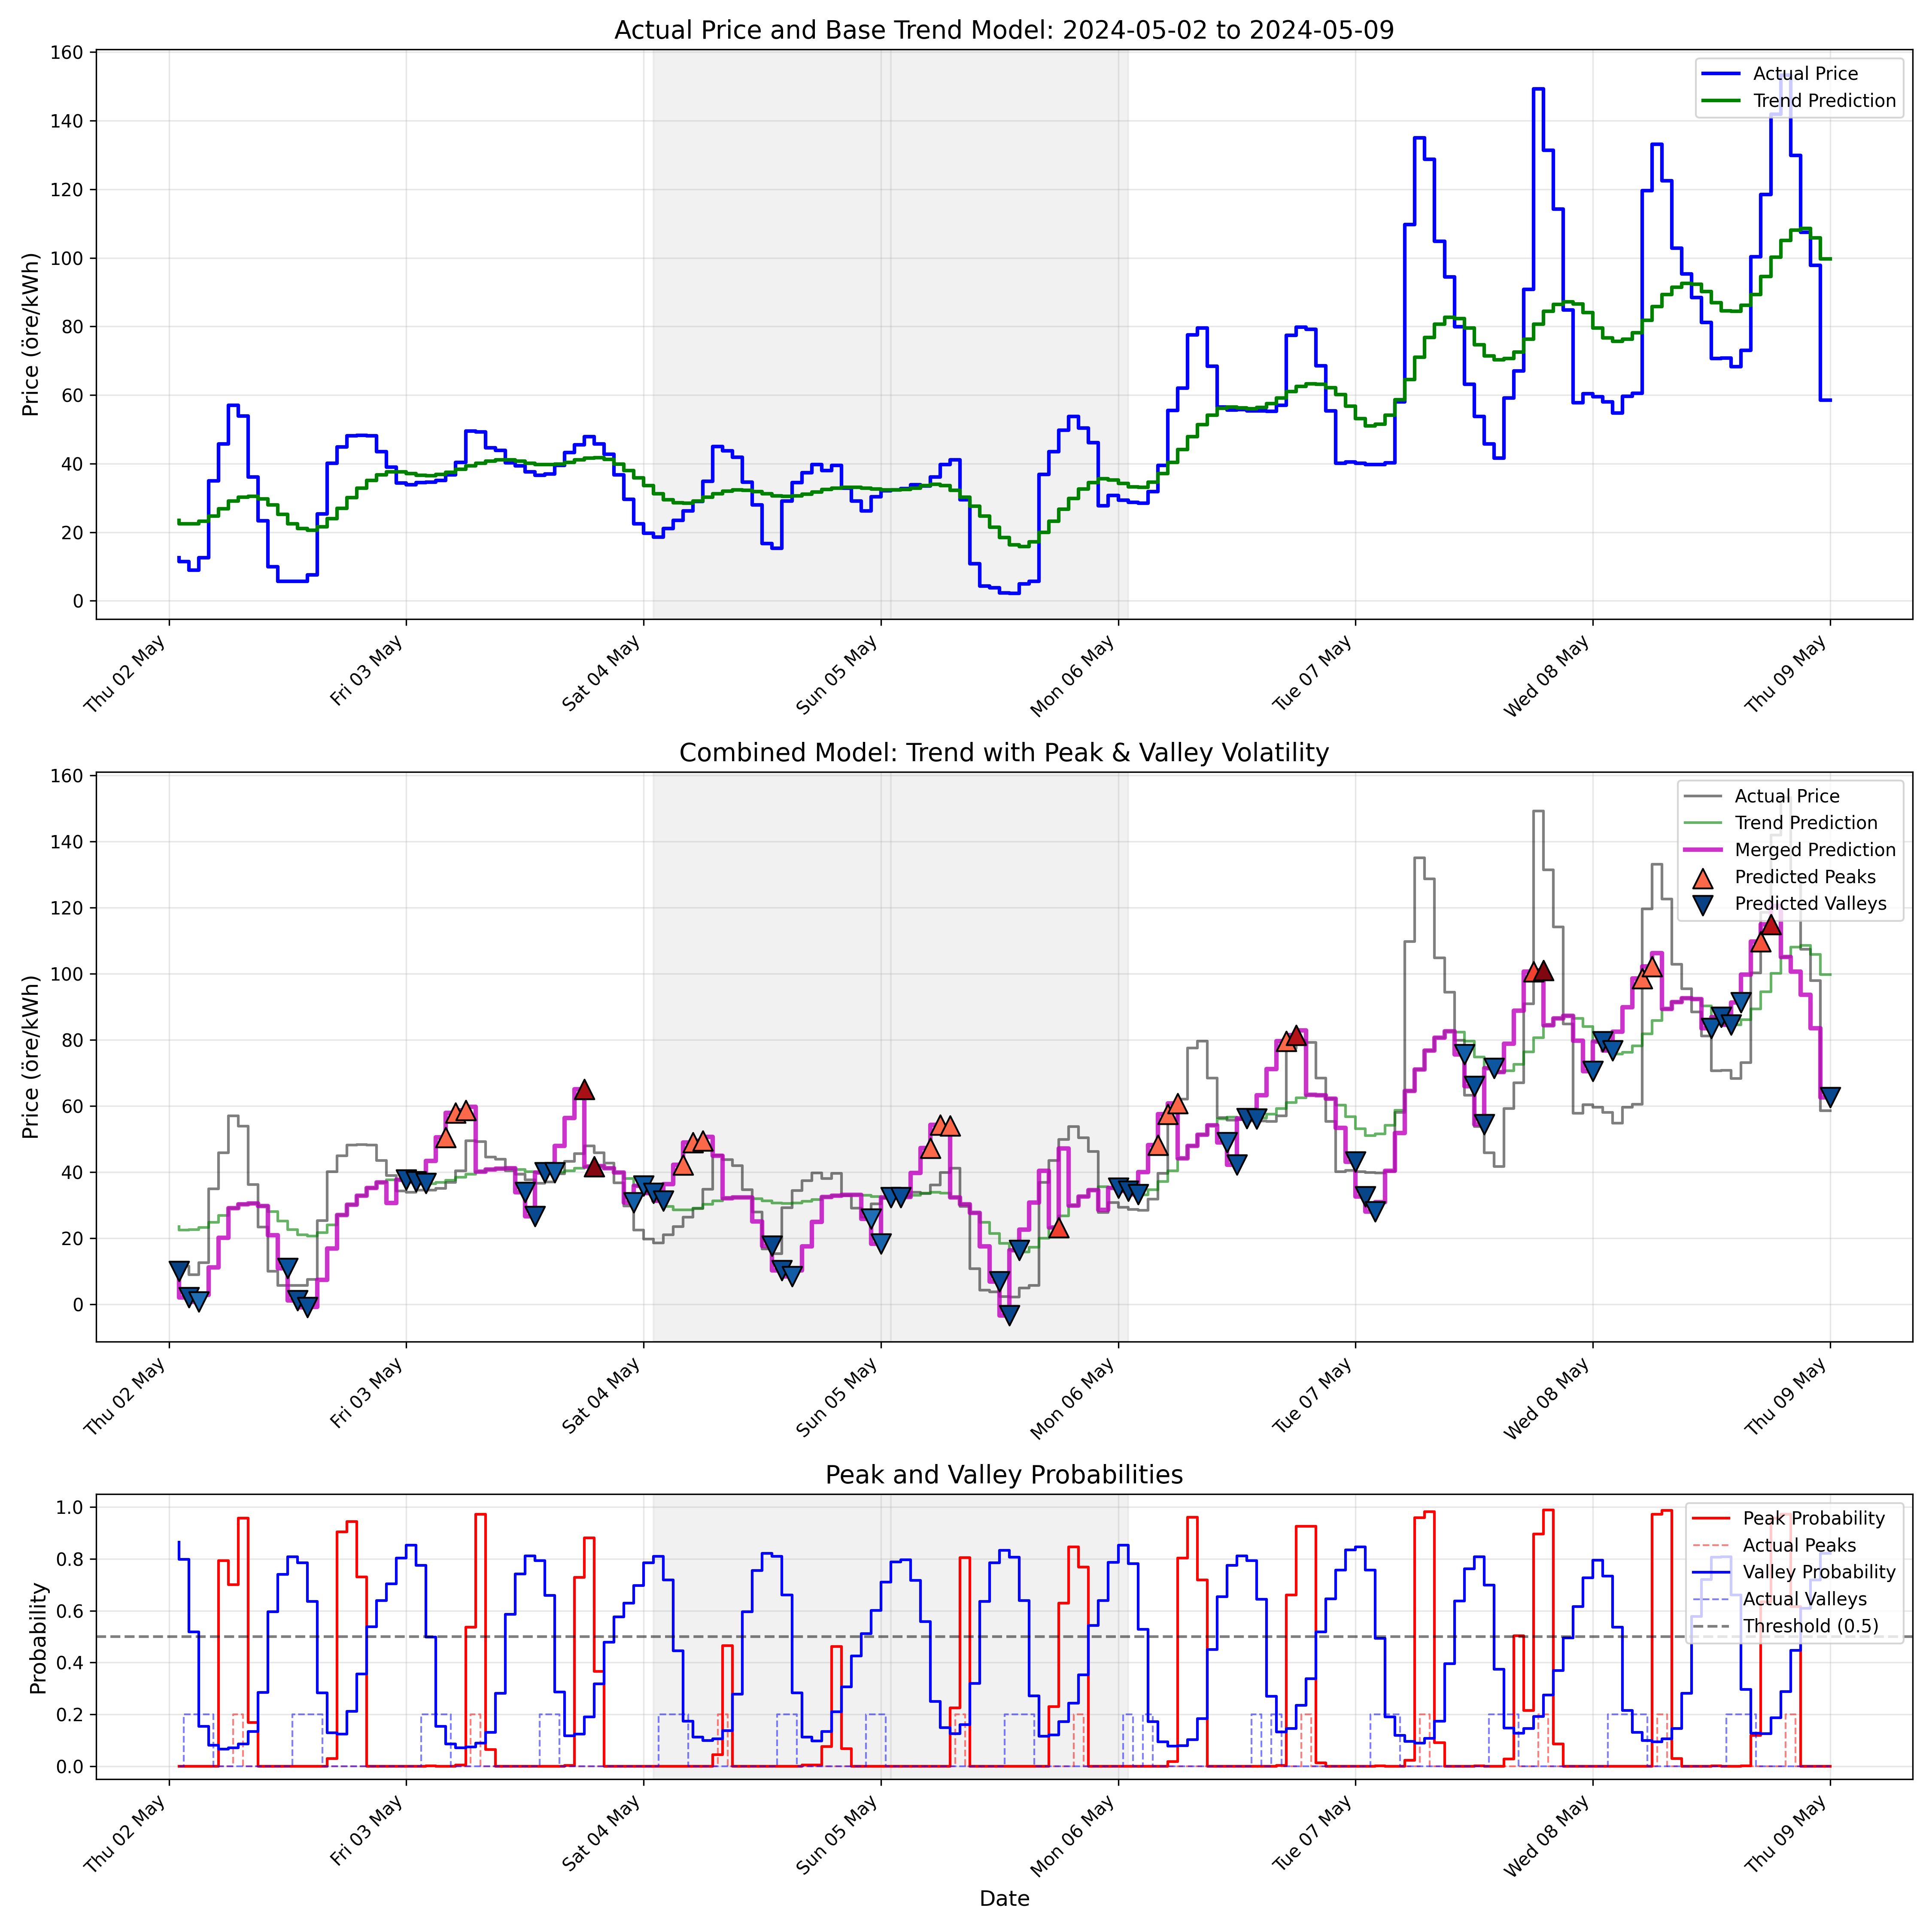 Actual Price and Base Trend Model: 2024-05-02 to 2024-05-09
Price (öre/kWh)
160
140
120
100
80
60
40
20
0
Actual Price
Trend Prediction
Thu 02 May
Fri 03 May
Sat 04 May
Sun 05 May
Mon 06 May
Tue 07 May
Wed 08 May
Thu 09 May
Combined Model: Trend with Peak & Valley Volatility
Price (öre/kWh)
160
140
120
100
80
60
40
20
0
Actual Price
Trend Prediction
Merged Prediction
Predicted Peaks
Predicted Valleys
Thu 02 May
Fri 03 May
Sat 04 May
Sun 05 May
Mon 06 May
Tue 07 May
Wed 08 May
Thu 09 May
Peak and Valley Probabilities
Probability
1.0
0.8
0.6
0.4
0.2
0.0
Peak Probability
Actual Peaks
Valley Probability
Actual Valleys
Threshold (0.5)
Thu 02 May
Fri 03 May
Sat 04 May
Sun 05 May
Mon 06 May
Tue 07 May
Wed 08 May
Thu 09 May
Date